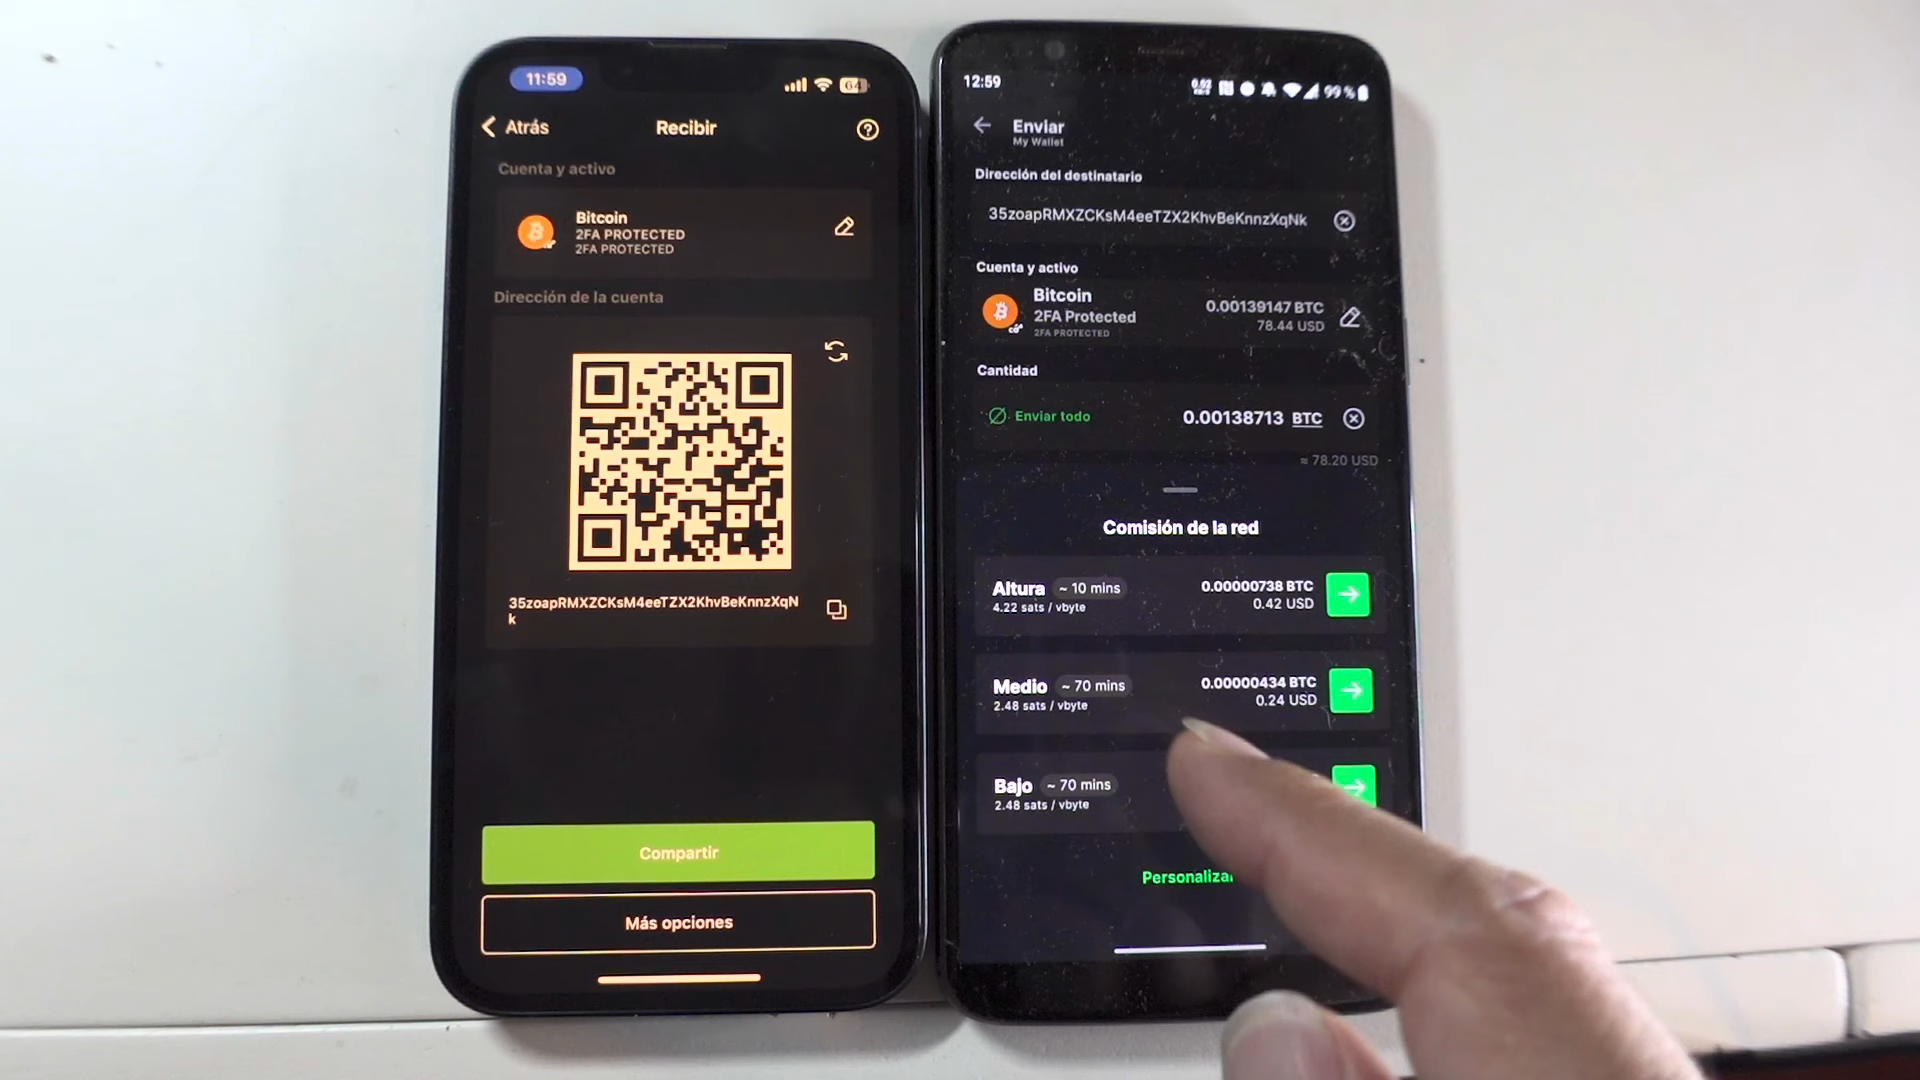 11:59
64
Atrás
Recibir
Cuenta y activo
Bitcoin
2FA PROTECTED
2FA PROTECTED
Dirección de la cuenta
35zoapRMXZCKsM4eeTZX2KhvBeKnnzXqN
k
Compartir
Más opciones
12:59
99 %
Enviar
My Wallet
Dirección del destinatario
35zoapRMXZCKsM4eeTZX2KhvBeKnnzXqNk
Cuenta y activo
Bitcoin
0.00139147 BTC
2FA Protected
78.44 USD
2FA PROTECTED
Cantidad
Enviar todo
0.00138713 BTC
≈ 78.20 USD
Comisión de la red
Altura ~ 10 mins
0.00000738 BTC
4.22 sats / vbyte
0.42 USD
Medio ~ 70 mins
0.00000434 BTC
2.48 sats / vbyte
0.24 USD
Bajo ~ 70 mins
2.48 sats / vbyte
Personalizar